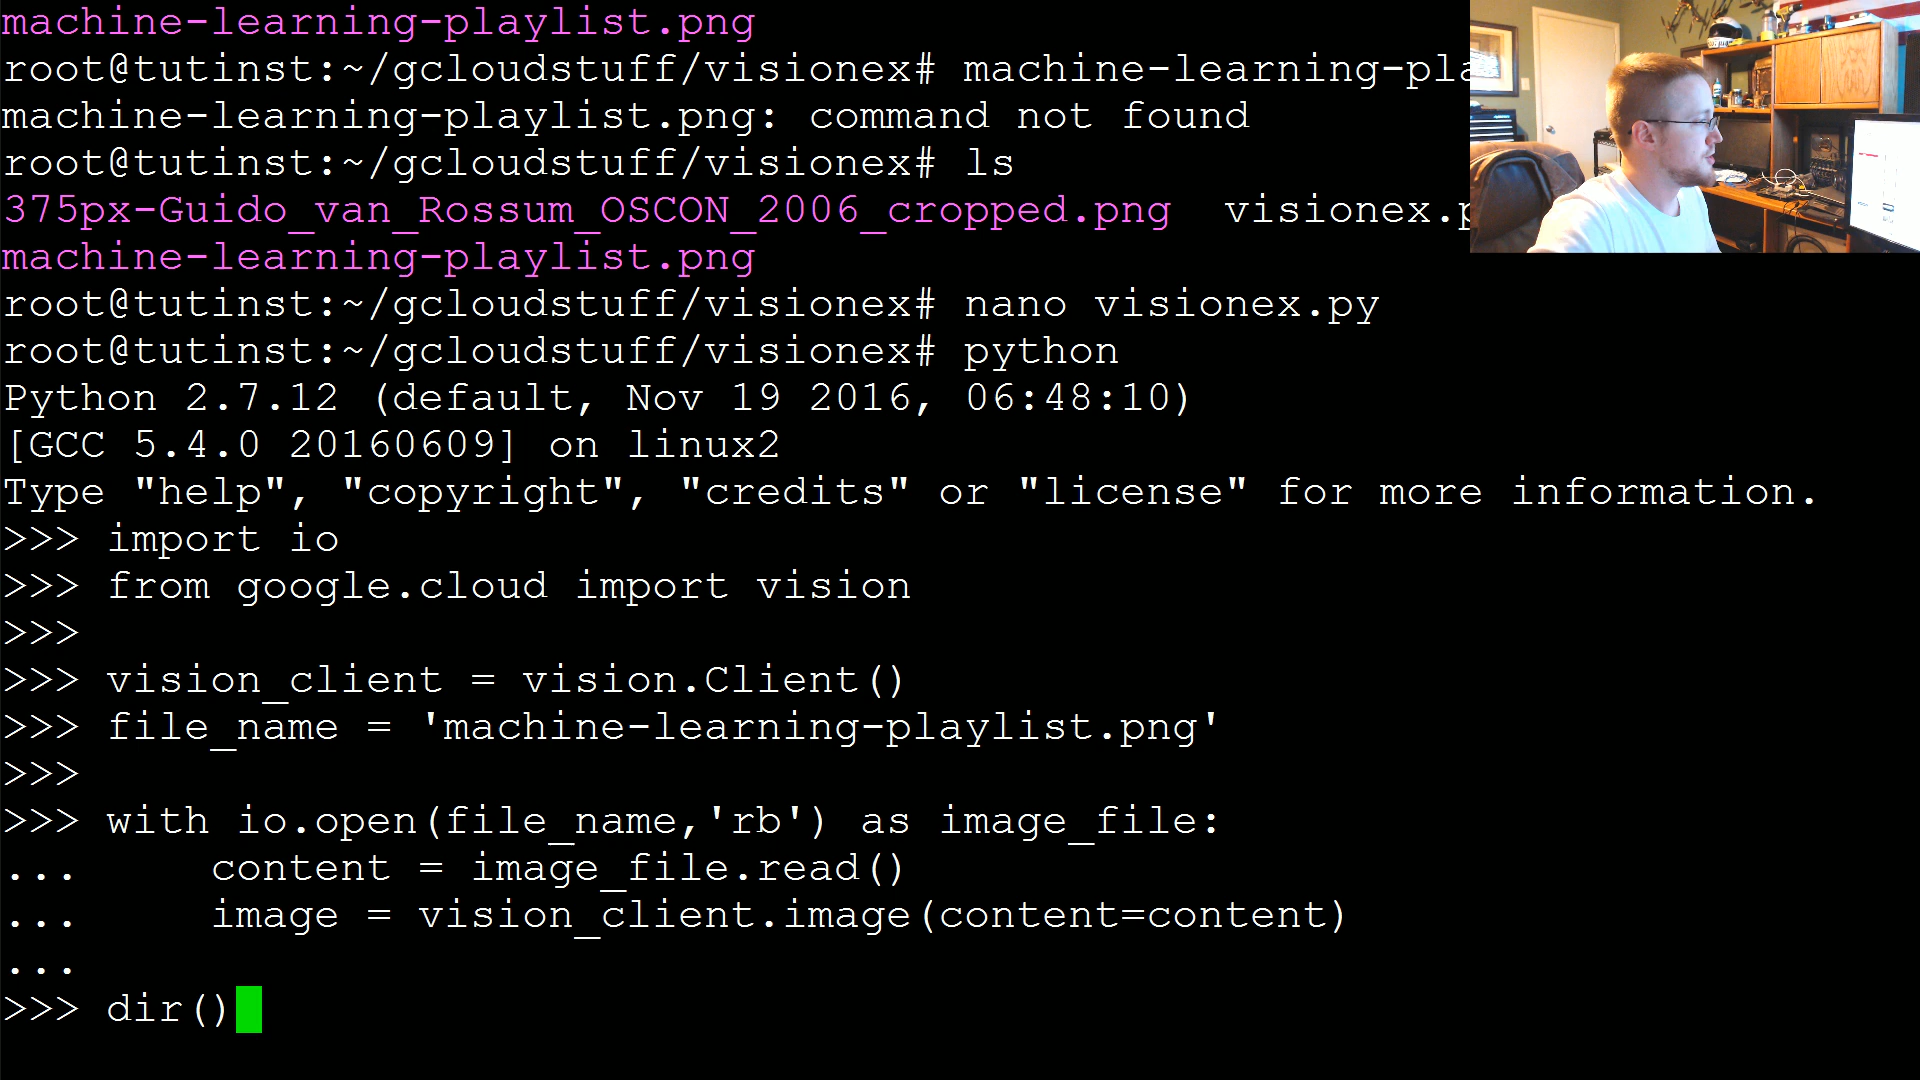 machine-learning-playlist.png
root@tutinst:~/gcloudstuff/visionex# machine-learning-pla
machine-learning-playlist.png: command not found
root@tutinst:~/gcloudstuff/visionex# ls
375px-Guido_van_Rossum_OSCON_2006_cropped.png  visionex.p
machine-learning-playlist.png
root@tutinst:~/gcloudstuff/visionex# nano visionex.py
root@tutinst:~/gcloudstuff/visionex# python
Python 2.7.12 (default, Nov 19 2016, 06:48:10)
[GCC 5.4.0 20160609] on linux2
Type "help", "copyright", "credits" or "license" for more information.
>>> import io
>>> from google.cloud import vision
>>>
>>> vision_client = vision.Client()
>>> file_name = 'machine-learning-playlist.png'
>>>
>>> with io.open(file_name,'rb') as image_file:
...     content = image_file.read()
...     image = vision_client.image(content=content)
...
>>> dir()